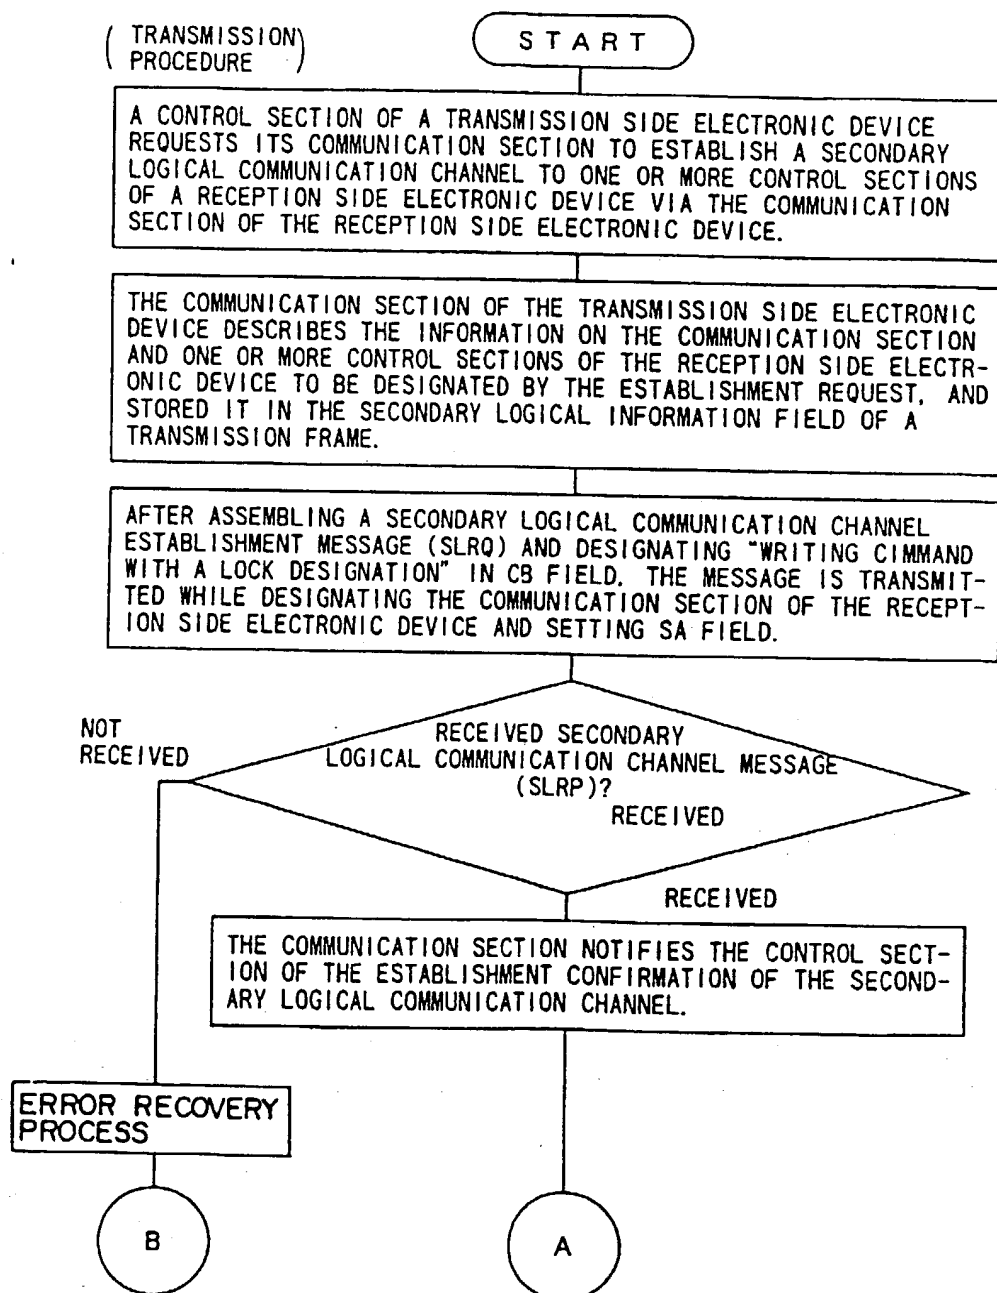 ( TRANSMISSION
PROCEDURE )
START
A CONTROL SECTION OF A TRANSMISSION SIDE ELECTRONIC DEVICE
REQUESTS ITS COMMUNICATION SECTION TO ESTABLISH A SECONDARY
LOGICAL COMMUNICATION CHANNEL TO ONE OR MORE CONTROL SECTIONS
OF A RECEPTION SIDE ELECTRONIC DEVICE VIA THE COMMUNICATION
SECTION OF THE RECEPTION SIDE ELECTRONIC DEVICE.
THE COMMUNICATION SECTION OF THE TRANSMISSION SIDE ELECTRONIC
DEVICE DESCRIBES THE INFORMATION ON THE COMMUNICATION SECTION
AND ONE OR MORE CONTROL SECTIONS OF THE RECEPTION SIDE ELECTR-
ONIC DEVICE TO BE DESIGNATED BY THE ESTABLISHMENT REQUEST, AND
STORED IT IN THE SECONDARY LOGICAL INFORMATION FIELD OF A
TRANSMISSION FRAME.
AFTER ASSEMBLING A SECONDARY LOGICAL COMMUNICATION CHANNEL
ESTABLISHMENT MESSAGE (SLRQ) AND DESIGNATING "WRITING CIMMAND
WITH A LOCK DESIGNATION" IN CB FIELD. THE MESSAGE IS TRANSMIT-
TED WHILE DESIGNATING THE COMMUNICATION SECTION OF THE RECEPT-
ION SIDE ELECTRONIC DEVICE AND SETTING SA FIELD.
NOT
RECEIVED
RECEIVED SECONDARY
LOGICAL COMMUNICATION CHANNEL MESSAGE
(SLRP)?
RECEIVED
RECEIVED
THE COMMUNICATION SECTION NOTIFIES THE CONTROL SECT-
ION OF THE ESTABLISHMENT CONFIRMATION OF THE SECOND-
ARY LOGICAL COMMUNICATION CHANNEL.
ERROR RECOVERY
PROCESS
B
A